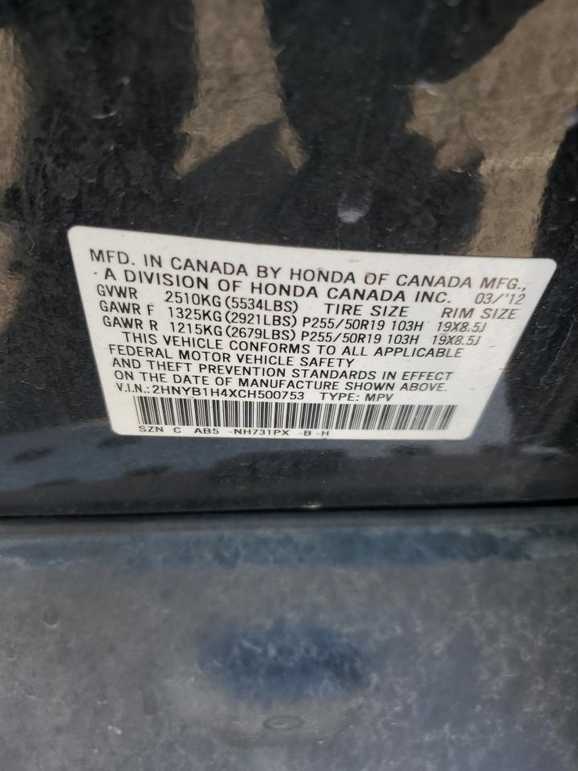 MFD. IN CANADA BY HONDA OF CANADA MFG.,
A DIVISION OF HONDA CANADA INC. 03/'12
GVWR 2510KG(5534LBS) TIRE SIZE RIM SIZE
GAWR F 1325KG(2921LBS) P255/50R19 103H 19X8.5J
GAWR R 1215KG(2679LBS) P255/50R19 103H 19X8.5J
THIS VEHICLE CONFORMS TO ALL APPLICABLE
FEDERAL MOTOR VEHICLE SAFETY
AND THEFT PREVENTION STANDARDS IN EFFECT
ON THE DATE OF MANUFACTURE SHOWN ABOVE.
V.I.N.: 2HNYB1H4XCH500753 TYPE: MPV
SZN C AB5 -NH731PX -B -H